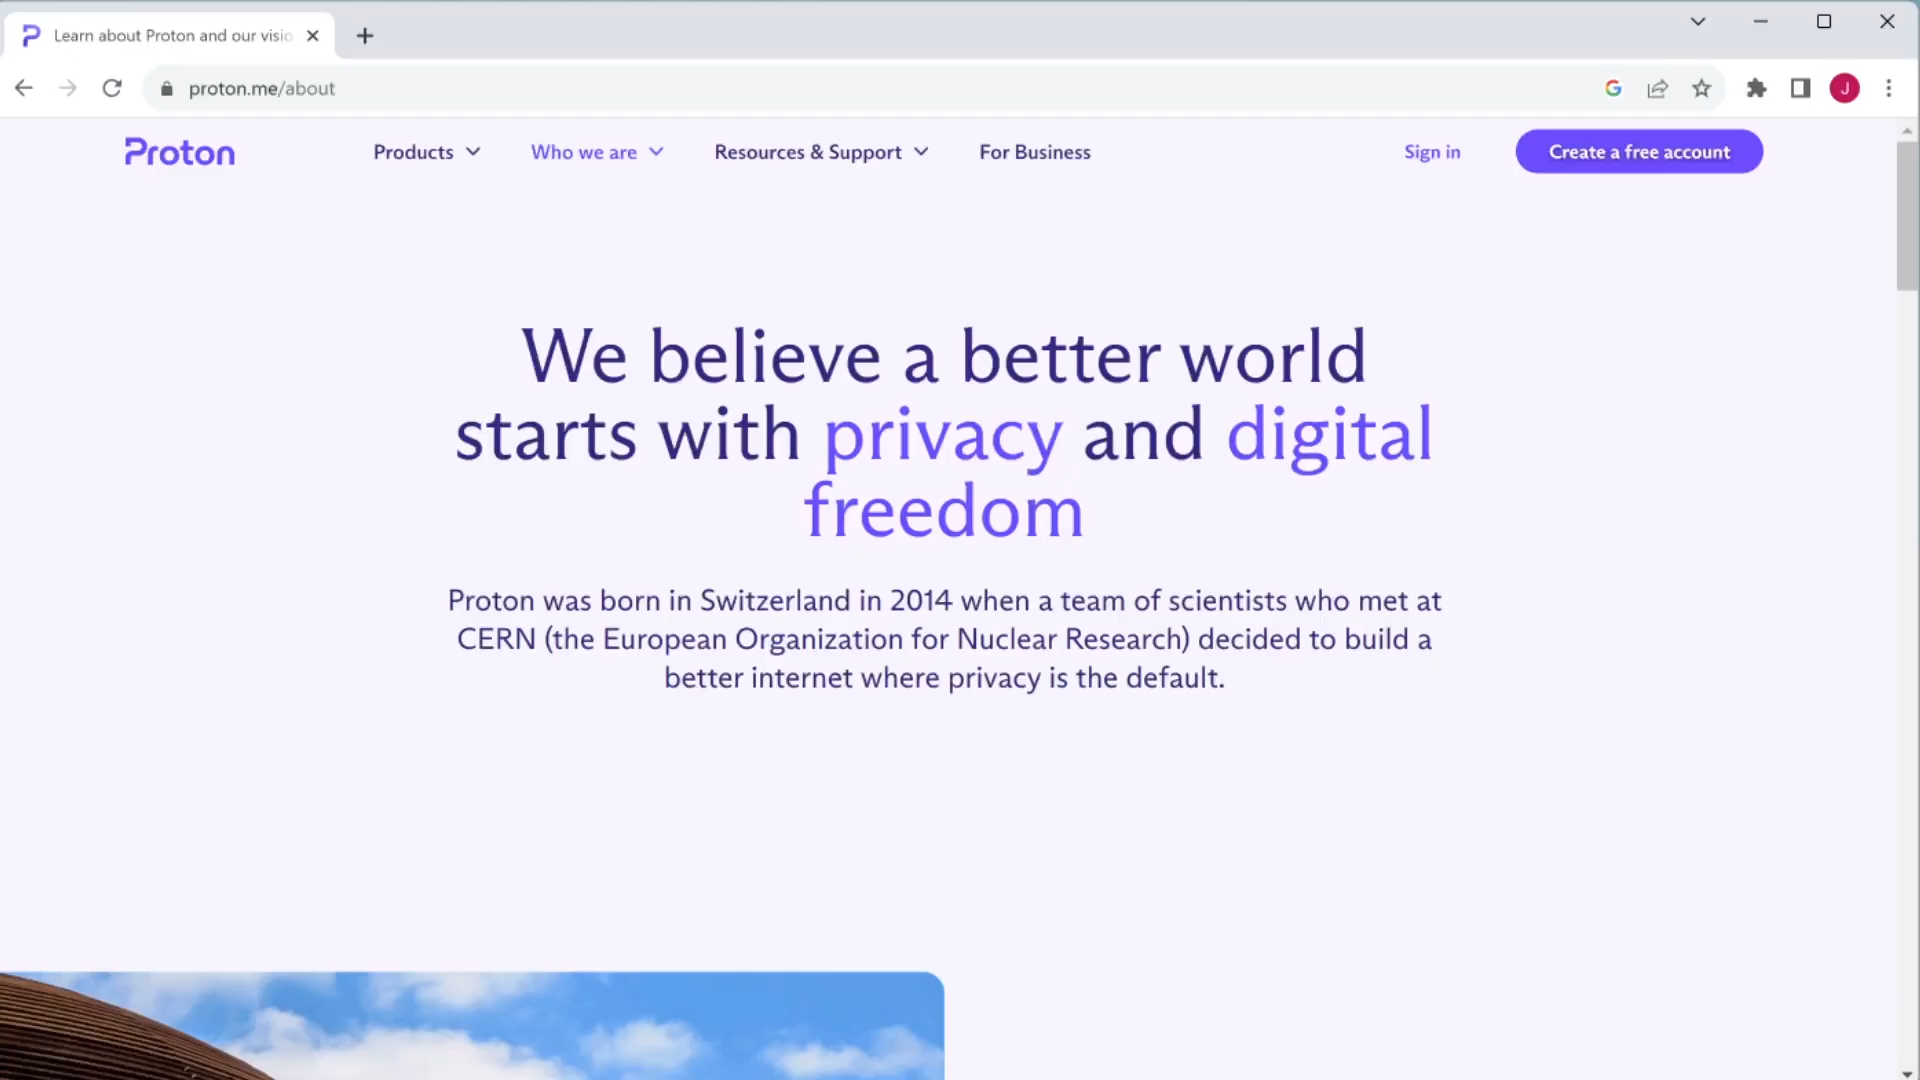 Learn about Proton and our visio
proton.me/about
J
Proton
Products
Who we are
Resources & Support
For Business
Sign in
Create a free account
We believe a better world
starts with privacy and digital
freedom
Proton was born in Switzerland in 2014 when a team of scientists who met at
CERN (the European Organization for Nuclear Research) decided to build a
better internet where privacy is the default.